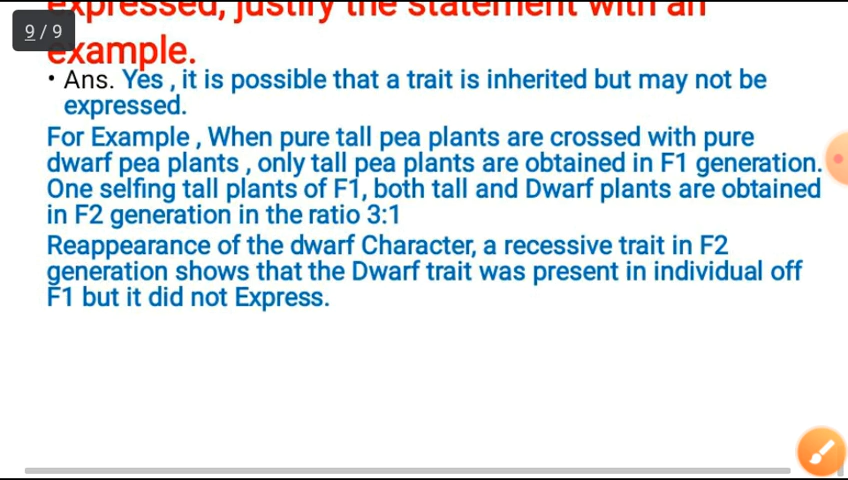 expressed, justify the statement with an
9 / 9
example.
• Ans. Yes , it is possible that a trait is inherited but may not be
expressed.
For Example , When pure tall pea plants are crossed with pure
dwarf pea plants , only tall pea plants are obtained in F1 generation.
One selfing tall plants of F1, both tall and Dwarf plants are obtained
in F2 generation in the ratio 3:1
Reappearance of the dwarf Character, a recessive trait in F2
generation shows that the Dwarf trait was present in individual off
F1 but it did not Express.